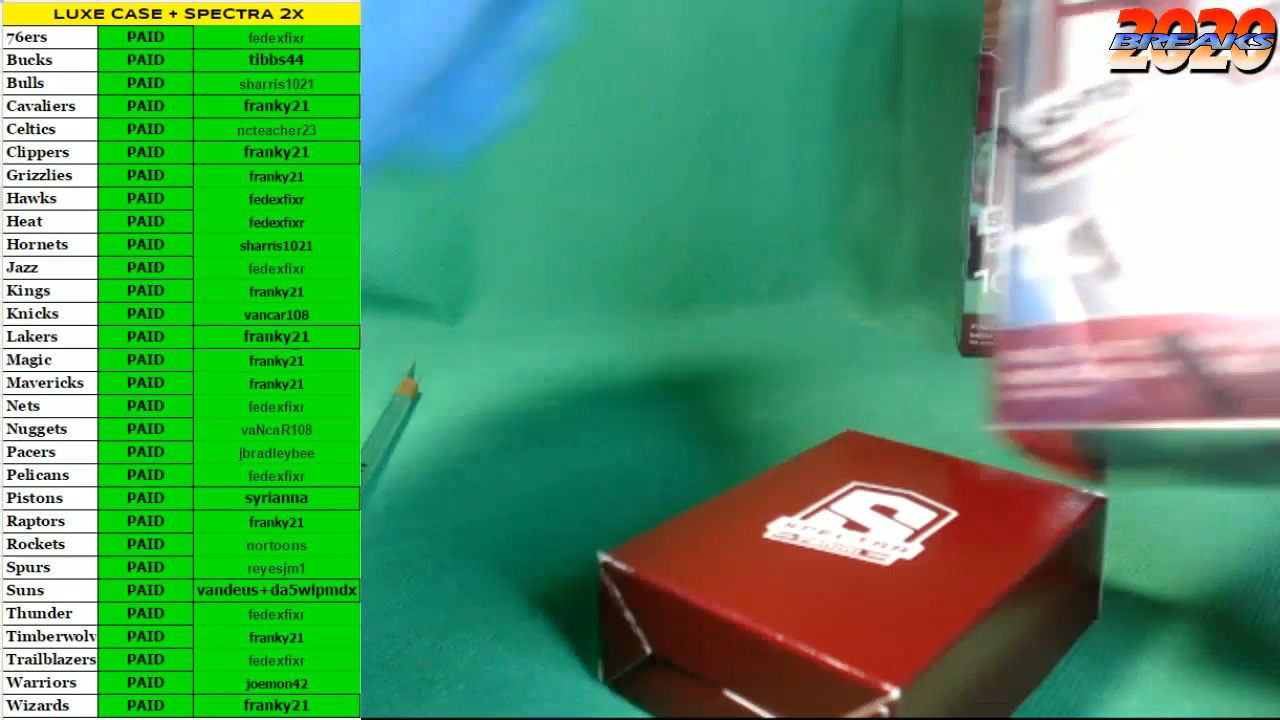 LUXE CASE + SPECTRA 2X
76ers PAID fedexfixr
Bucks PAID tibbs44
Bulls PAID sharris1021
Cavaliers PAID franky21
Celtics PAID ncteacher23
Clippers PAID franky21
Grizzlies PAID franky21
Hawks PAID fedexfixr
Heat PAID fedexfixr
Hornets PAID sharris1021
Jazz PAID fedexfixr
Kings PAID franky21
Knicks PAID vancar108
Lakers PAID franky21
Magic PAID franky21
Mavericks PAID franky21
Nets PAID fedexfixr
Nuggets PAID vaNcaR108
Pacers PAID jbradleybee
Pelicans PAID fedexfixr
Pistons PAID syrianna
Raptors PAID franky21
Rockets PAID nortoons
Spurs PAID reyesjm1
Suns PAID vandeus+da5wlpmdx
Thunder PAID fedexfixr
Timberwolv PAID franky21
Trailblazers PAID fedexfixr
Warriors PAID joemon42
Wizards PAID franky21
2020
BREAKS
S
SPECTRA